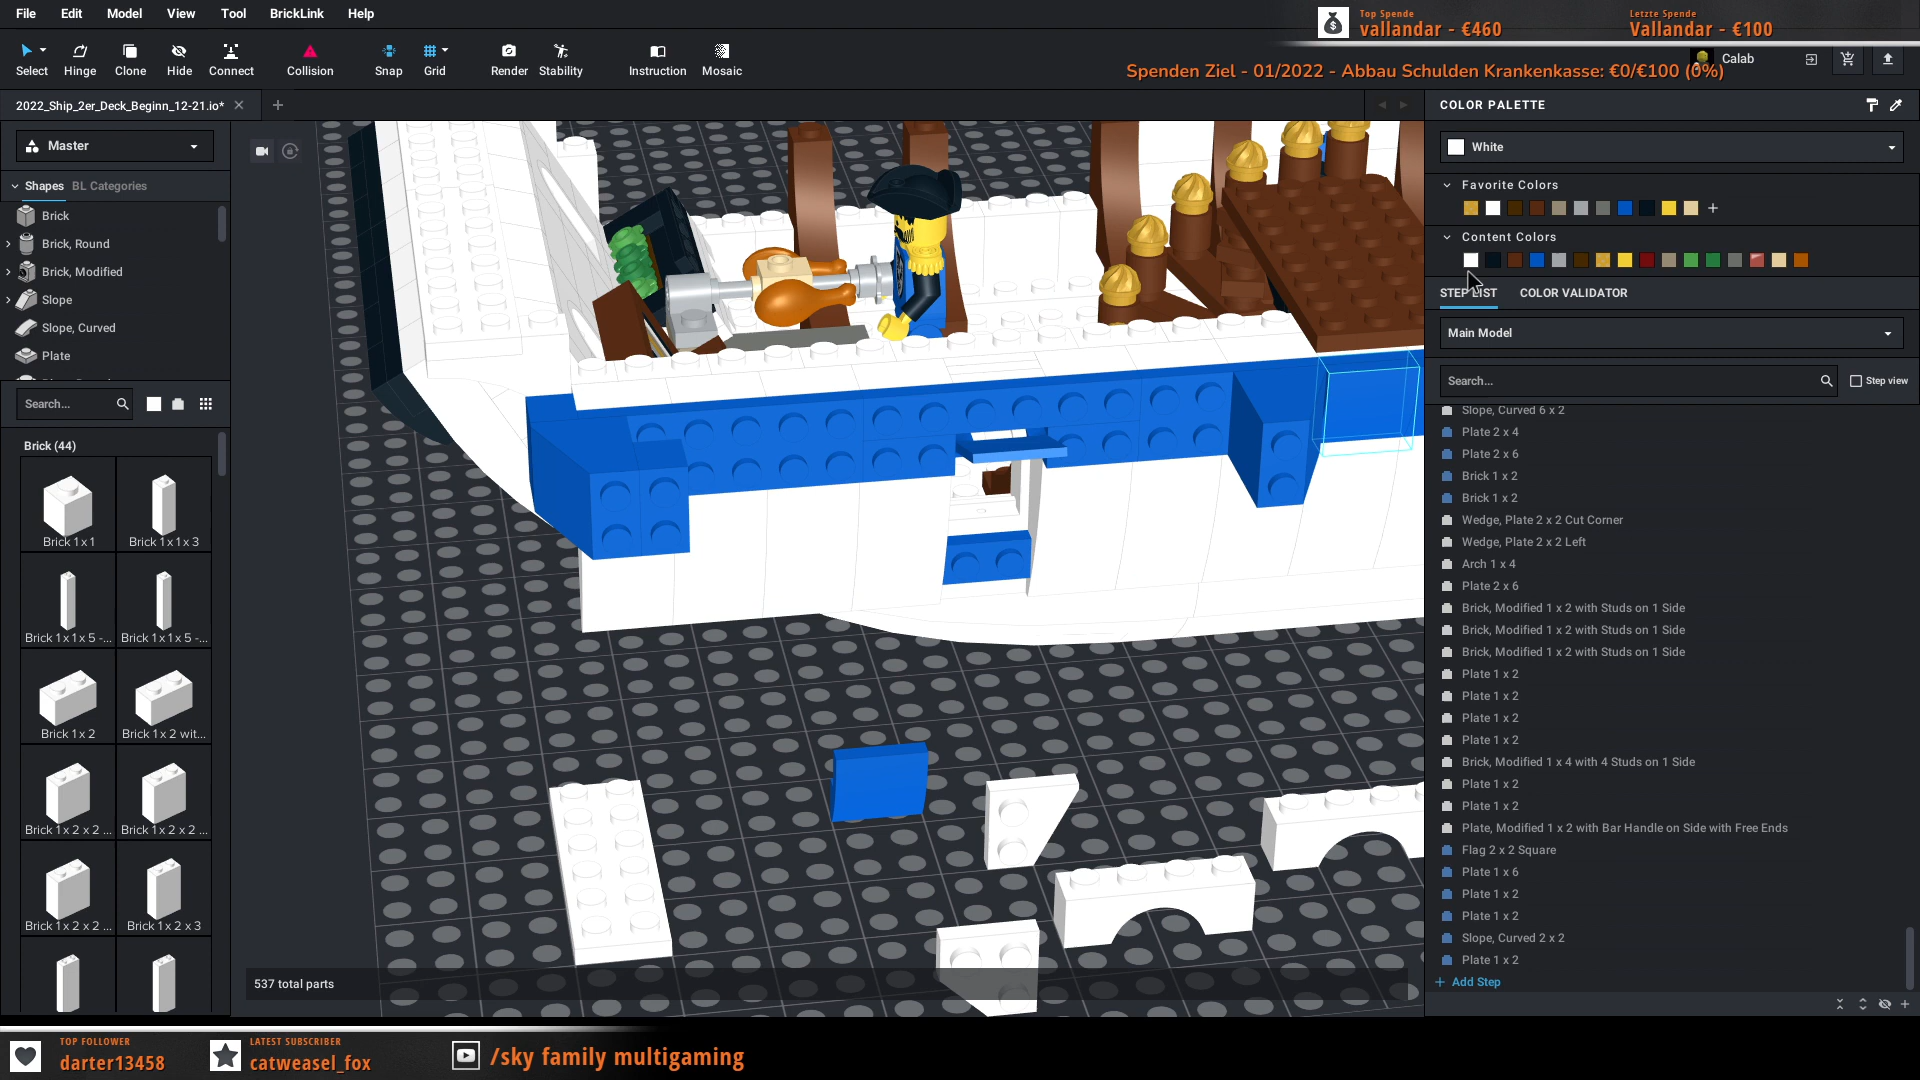 File Edit Model View Tool BrickLink Help
Top Spende
vallandar - €460
Letzte Spende
Vallandar - €100
Select Hinge Clone Hide Connect Collision Snap Grid Render Stability Instruction Mosaic
Calab
Spenden Ziel - 01/2022 - Abbau Schulden Krankenkasse: €0/€100 (0%)
2022_Ship_2er_Deck_Beginn_12-21.io*
COLOR PALETTE
Master
White
Shapes BL Categories
Favorite Colors
Brick
Brick, Round
Content Colors
Brick, Modified
Slope
STEP LIST COLOR VALIDATOR
Slope, Curved
Main Model
Plate
Search...
Search... Step view
Brick (44)
Brick 1 x 1
Brick 1 x 1 x 3
Brick 1 x 1 x 5 -...
Brick 1 x 1 x 5 -...
Brick 1 x 2
Brick 1 x 2 wit...
Brick 1 x 2 x 2 ...
Brick 1 x 2 x 2 ...
Brick 1 x 2 x 2 ...
Brick 1 x 2 x 3
Slope, Curved 6 x 2
Plate 2 x 4
Plate 2 x 6
Brick 1 x 2
Brick 1 x 2
Wedge, Plate 2 x 2 Cut Corner
Wedge, Plate 2 x 2 Left
Arch 1 x 4
Plate 2 x 6
Brick, Modified 1 x 2 with Studs on 1 Side
Brick, Modified 1 x 2 with Studs on 1 Side
Brick, Modified 1 x 2 with Studs on 1 Side
Plate 1 x 2
Plate 1 x 2
Plate 1 x 2
Plate 1 x 2
Brick, Modified 1 x 4 with 4 Studs on 1 Side
Plate 1 x 2
Plate 1 x 2
Plate, Modified 1 x 2 with Bar Handle on Side with Free Ends
Flag 2 x 2 Square
Plate 1 x 6
Plate 1 x 2
Plate 1 x 2
Slope, Curved 2 x 2
Plate 1 x 2
+ Add Step
537 total parts
TOP FOLLOWER
darter13458
LATEST SUBSCRIBER
catweasel_fox
/sky family multigaming